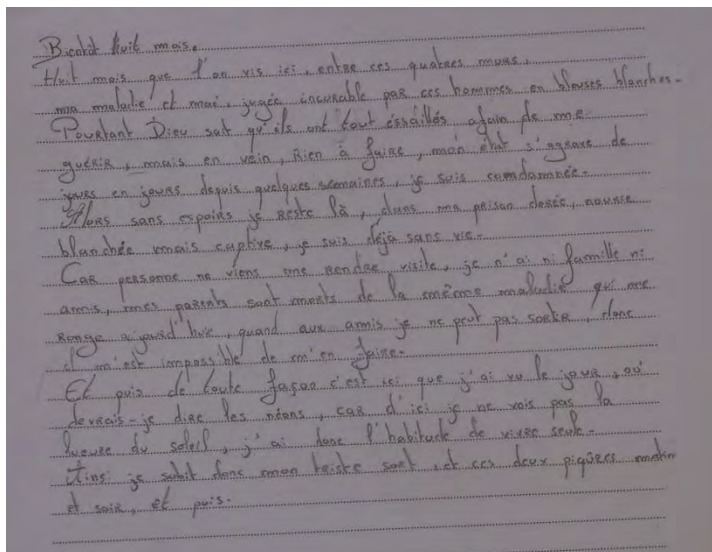 Bientôt huit mois.
Huit mois que l'on vis ici, entre ces quatres murs.
ma maladie et moi, jugée incurable par ces hommes en blouses blanches.
Pourtant Dieu sait qu'ils ont tout éssaillés afain de me
guérir, mais en vein, Rien à faire, mon état s'agrave de
jours en jours depuis quelques semaines, je suis comdamnée.
Alors sans espoirs je reste là, dans ma prison dorée, nourrie
blanchée mais captive, je suis déjà sans vie.
Car personne ne viens me rendre visite, je n'ai ni famille ni
amis, mes parents sont morts de la même maladie qui me
ronge aujourd'hui, quand aux amis je ne peut pas sortir, donc
il m'est impossible de m'en faire.
Et puis de toute façon c'est ici que j'ai vu le jour, où
devrais-je dire les néons, car d'ici je ne vois pas la
lueure du soleil, j'ai donc l'habitude de vivre seule.
Ainsi je subit donc mon triste sort, et ces deux piqûres matin
et soir, et puis.